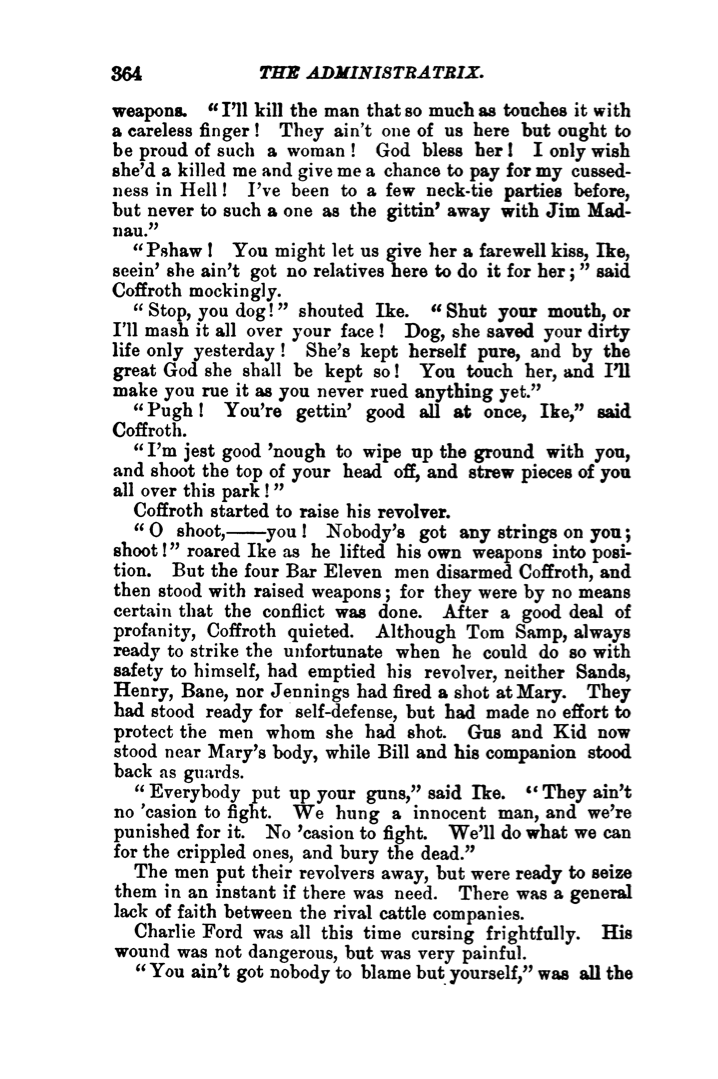 364 THE ADMINISTRATRIX.
weapons. “I’ll kill the man that so much as touches it with
a careless finger! They ain’t one of us here but ought to
be proud of such a woman! God bless her! I only wish
she’d a killed me and give me a chance to pay for my cussed-
ness in Hell! I’ve been to a few neck-tie parties before,
but never to such a one as the gittin’ away with Jim Mad-
nau.”
“Pshaw! You might let us give her a farewell kiss, Ike,
seein’ she ain’t got no relatives here to do it for her;” said
Coffroth mockingly.
“Stop, you dog!” shouted Ike. “Shut your mouth, or
I’ll mash it all over your face! Dog, she saved your dirty
life only yesterday! She’s kept herself pure, and by the
great God she shall be kept so! You touch her, and I’ll
make you rue it as you never rued anything yet.”
“Pugh! You’re gettin’ good all at once, Ike,” said
Coffroth.
“I’m jest good ’nough to wipe up the ground with you,
and shoot the top of your head off, and strew pieces of you
all over this park!”
Coffroth started to raise his revolver.
“O shoot,——you! Nobody’s got any strings on you;
shoot!” roared Ike as he lifted his own weapons into posi-
tion. But the four Bar Eleven men disarmed Coffroth, and
then stood with raised weapons; for they were by no means
certain that the conflict was done. After a good deal of
profanity, Coffroth quieted. Although Tom Samp, always
ready to strike the unfortunate when he could do so with
safety to himself, had emptied his revolver, neither Sands,
Henry, Bane, nor Jennings had fired a shot at Mary. They
had stood ready for self-defense, but had made no effort to
protect the men whom she had shot. Gus and Kid now
stood near Mary’s body, while Bill and his companion stood
back as guards.
“Everybody put up your guns,” said Ike. “They ain’t
no ’casion to fight. We hung a innocent man, and we’re
punished for it. No ’casion to fight. We’ll do what we can
for the crippled ones, and bury the dead.”
The men put their revolvers away, but were ready to seize
them in an instant if there was need. There was a general
lack of faith between the rival cattle companies.
Charlie Ford was all this time cursing frightfully. His
wound was not dangerous, but was very painful.
“You ain’t got nobody to blame but yourself,” was all the